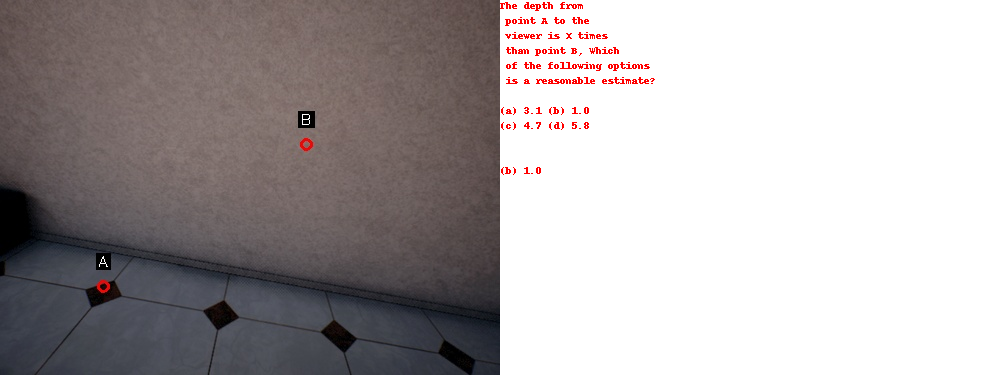 B
A
The depth from
point A to the
viewer is X times
than point B, Which
of the following options
is a reasonable estimate?
(a) 3.1 (b) 1.0
(c) 4.7 (d) 5.8
(b) 1.0